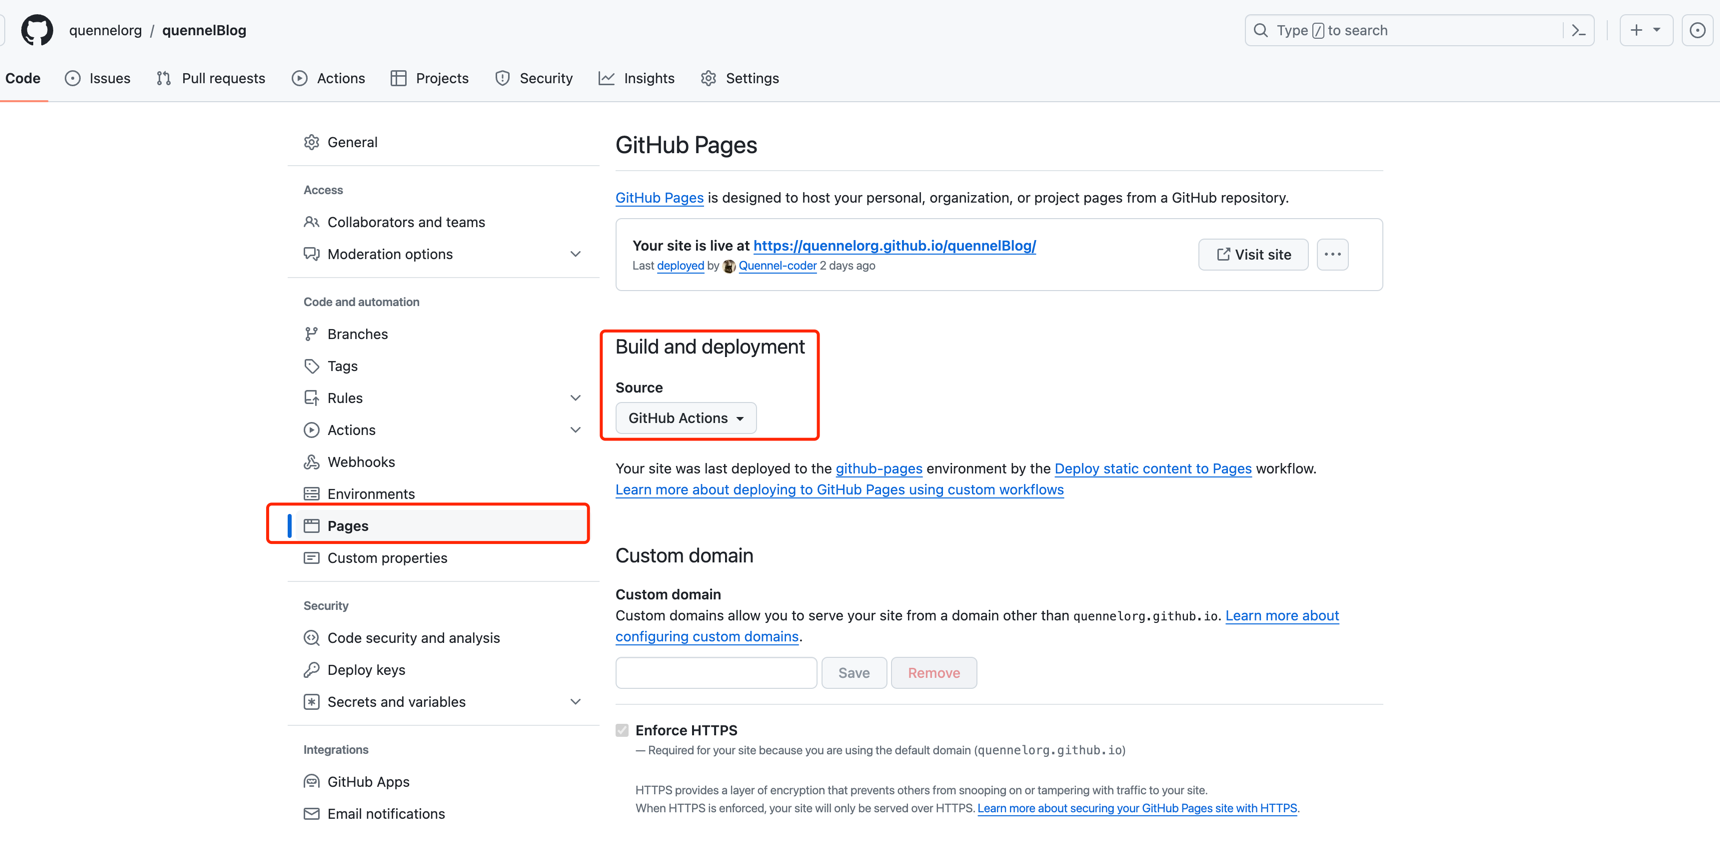 quennelorg / quennelBlog
Type / to search
Code
Issues
Pull requests
Actions
Projects
Security
Insights
Settings
General
Access
Collaborators and teams
Moderation options
Code and automation
Branches
Tags
Rules
Actions
Webhooks
Environments
Pages
Custom properties
Security
Code security and analysis
Deploy keys
Secrets and variables
Integrations
GitHub Apps
Email notifications
GitHub Pages
GitHub Pages is designed to host your personal, organization, or project pages from a GitHub repository.
Your site is live at https://quennelorg.github.io/quennelBlog/
Last deployed by Quennel-coder 2 days ago
Visit site
Build and deployment
Source
GitHub Actions
Your site was last deployed to the github-pages environment by the Deploy static content to Pages workflow.
Learn more about deploying to GitHub Pages using custom workflows
Custom domain
Custom domain
Custom domains allow you to serve your site from a domain other than quennelorg.github.io. Learn more about
configuring custom domains.
Save
Remove
Enforce HTTPS
— Required for your site because you are using the default domain (quennelorg.github.io)
HTTPS provides a layer of encryption that prevents others from snooping on or tampering with traffic to your site.
When HTTPS is enforced, your site will only be served over HTTPS. Learn more about securing your GitHub Pages site with HTTPS.